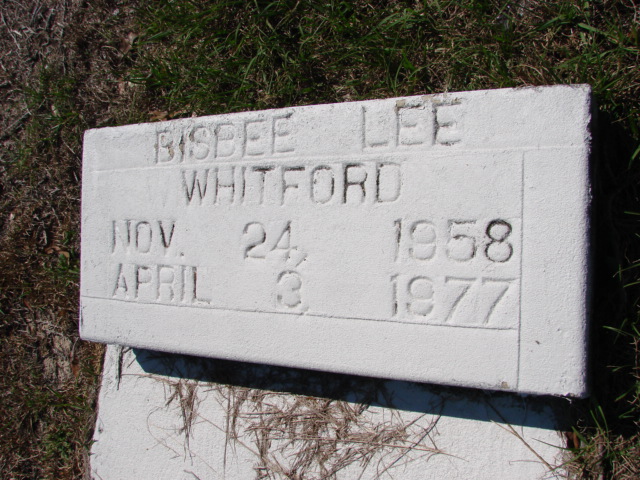 BISBEE LEE
WHITFORD
NOV. 24, 1958
APRIL 3, 1977